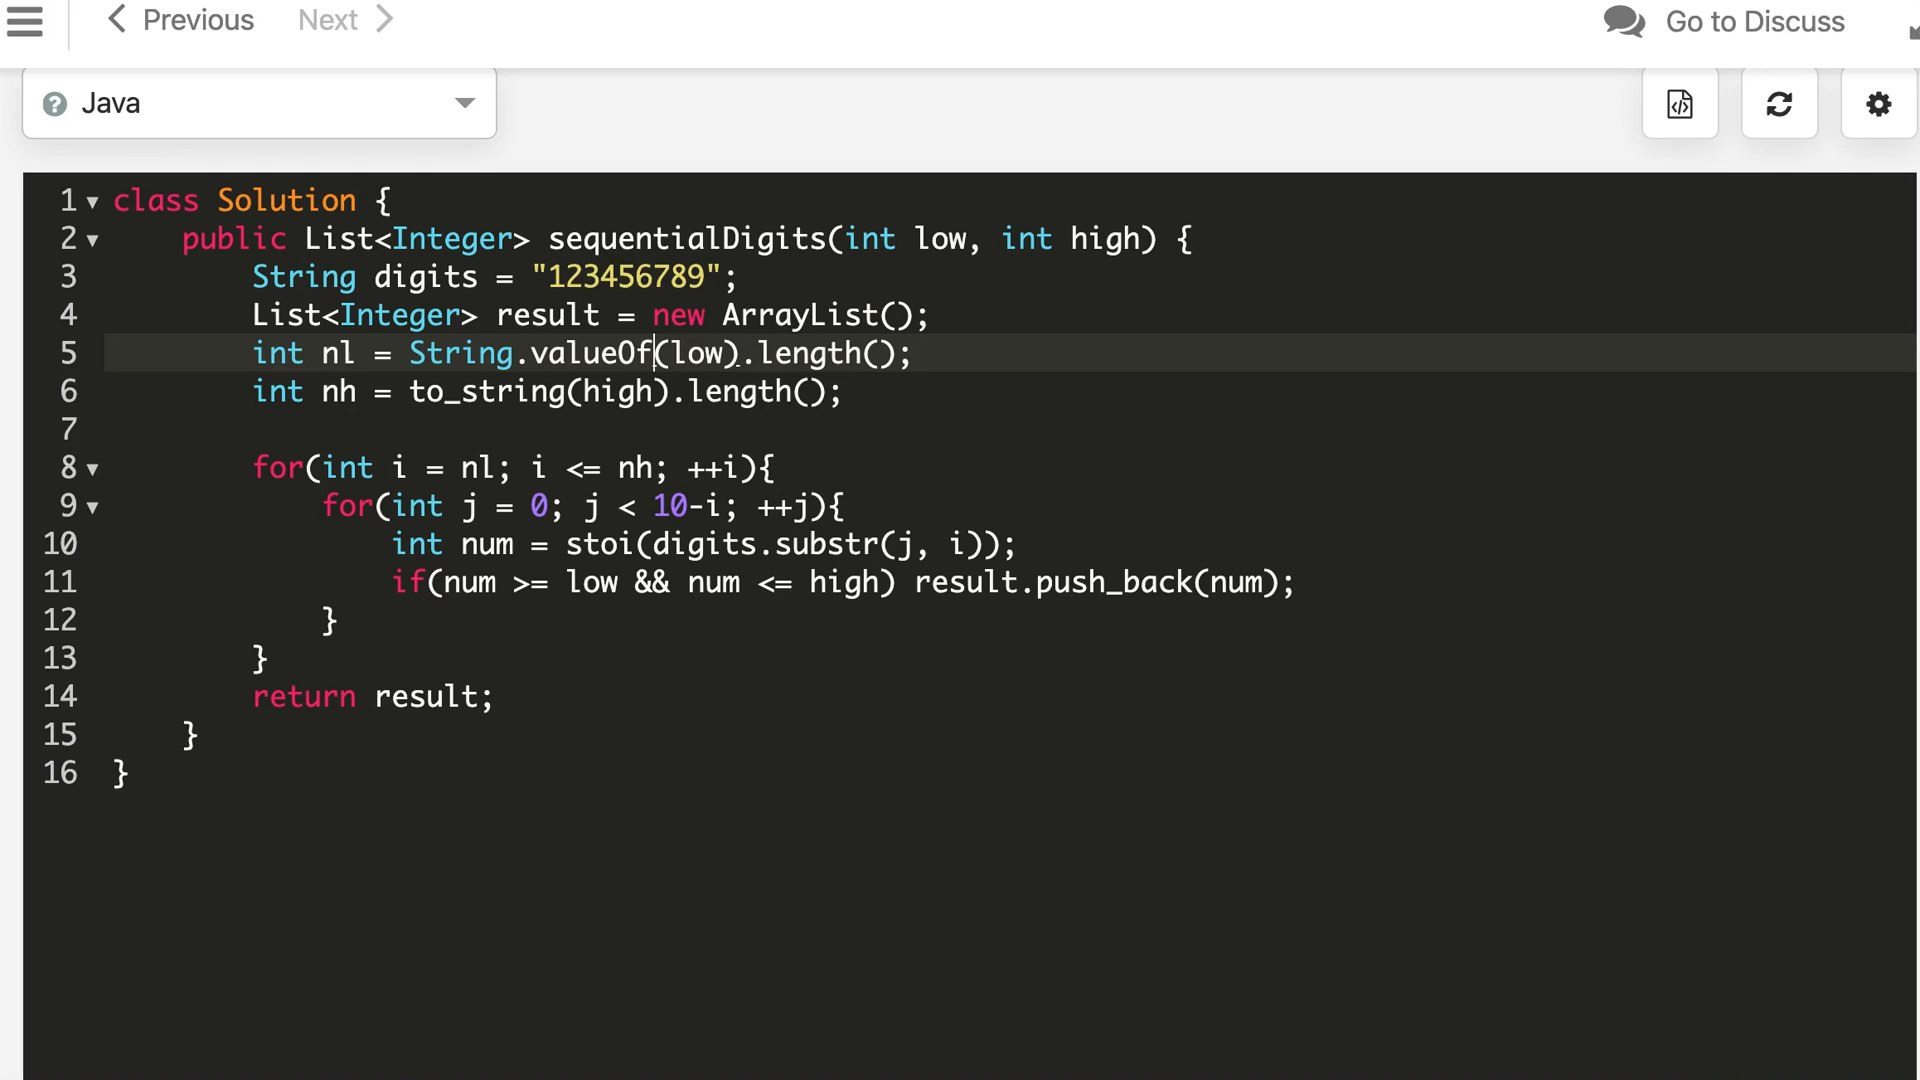 Previous Next Go to Discuss
Java
1 class Solution {
2 public List<Integer> sequentialDigits(int low, int high) {
3 String digits = "123456789";
4 List<Integer> result = new ArrayList();
5 int nl = String.valueOf(low).length();
6 int nh = to_string(high).length();
7
8 for(int i = nl; i <= nh; ++i){
9 for(int j = 0; j < 10-i; ++j){
10 int num = stoi(digits.substr(j, i));
11 if(num >= low && num <= high) result.push_back(num);
12 }
13 }
14 return result;
15 }
16 }